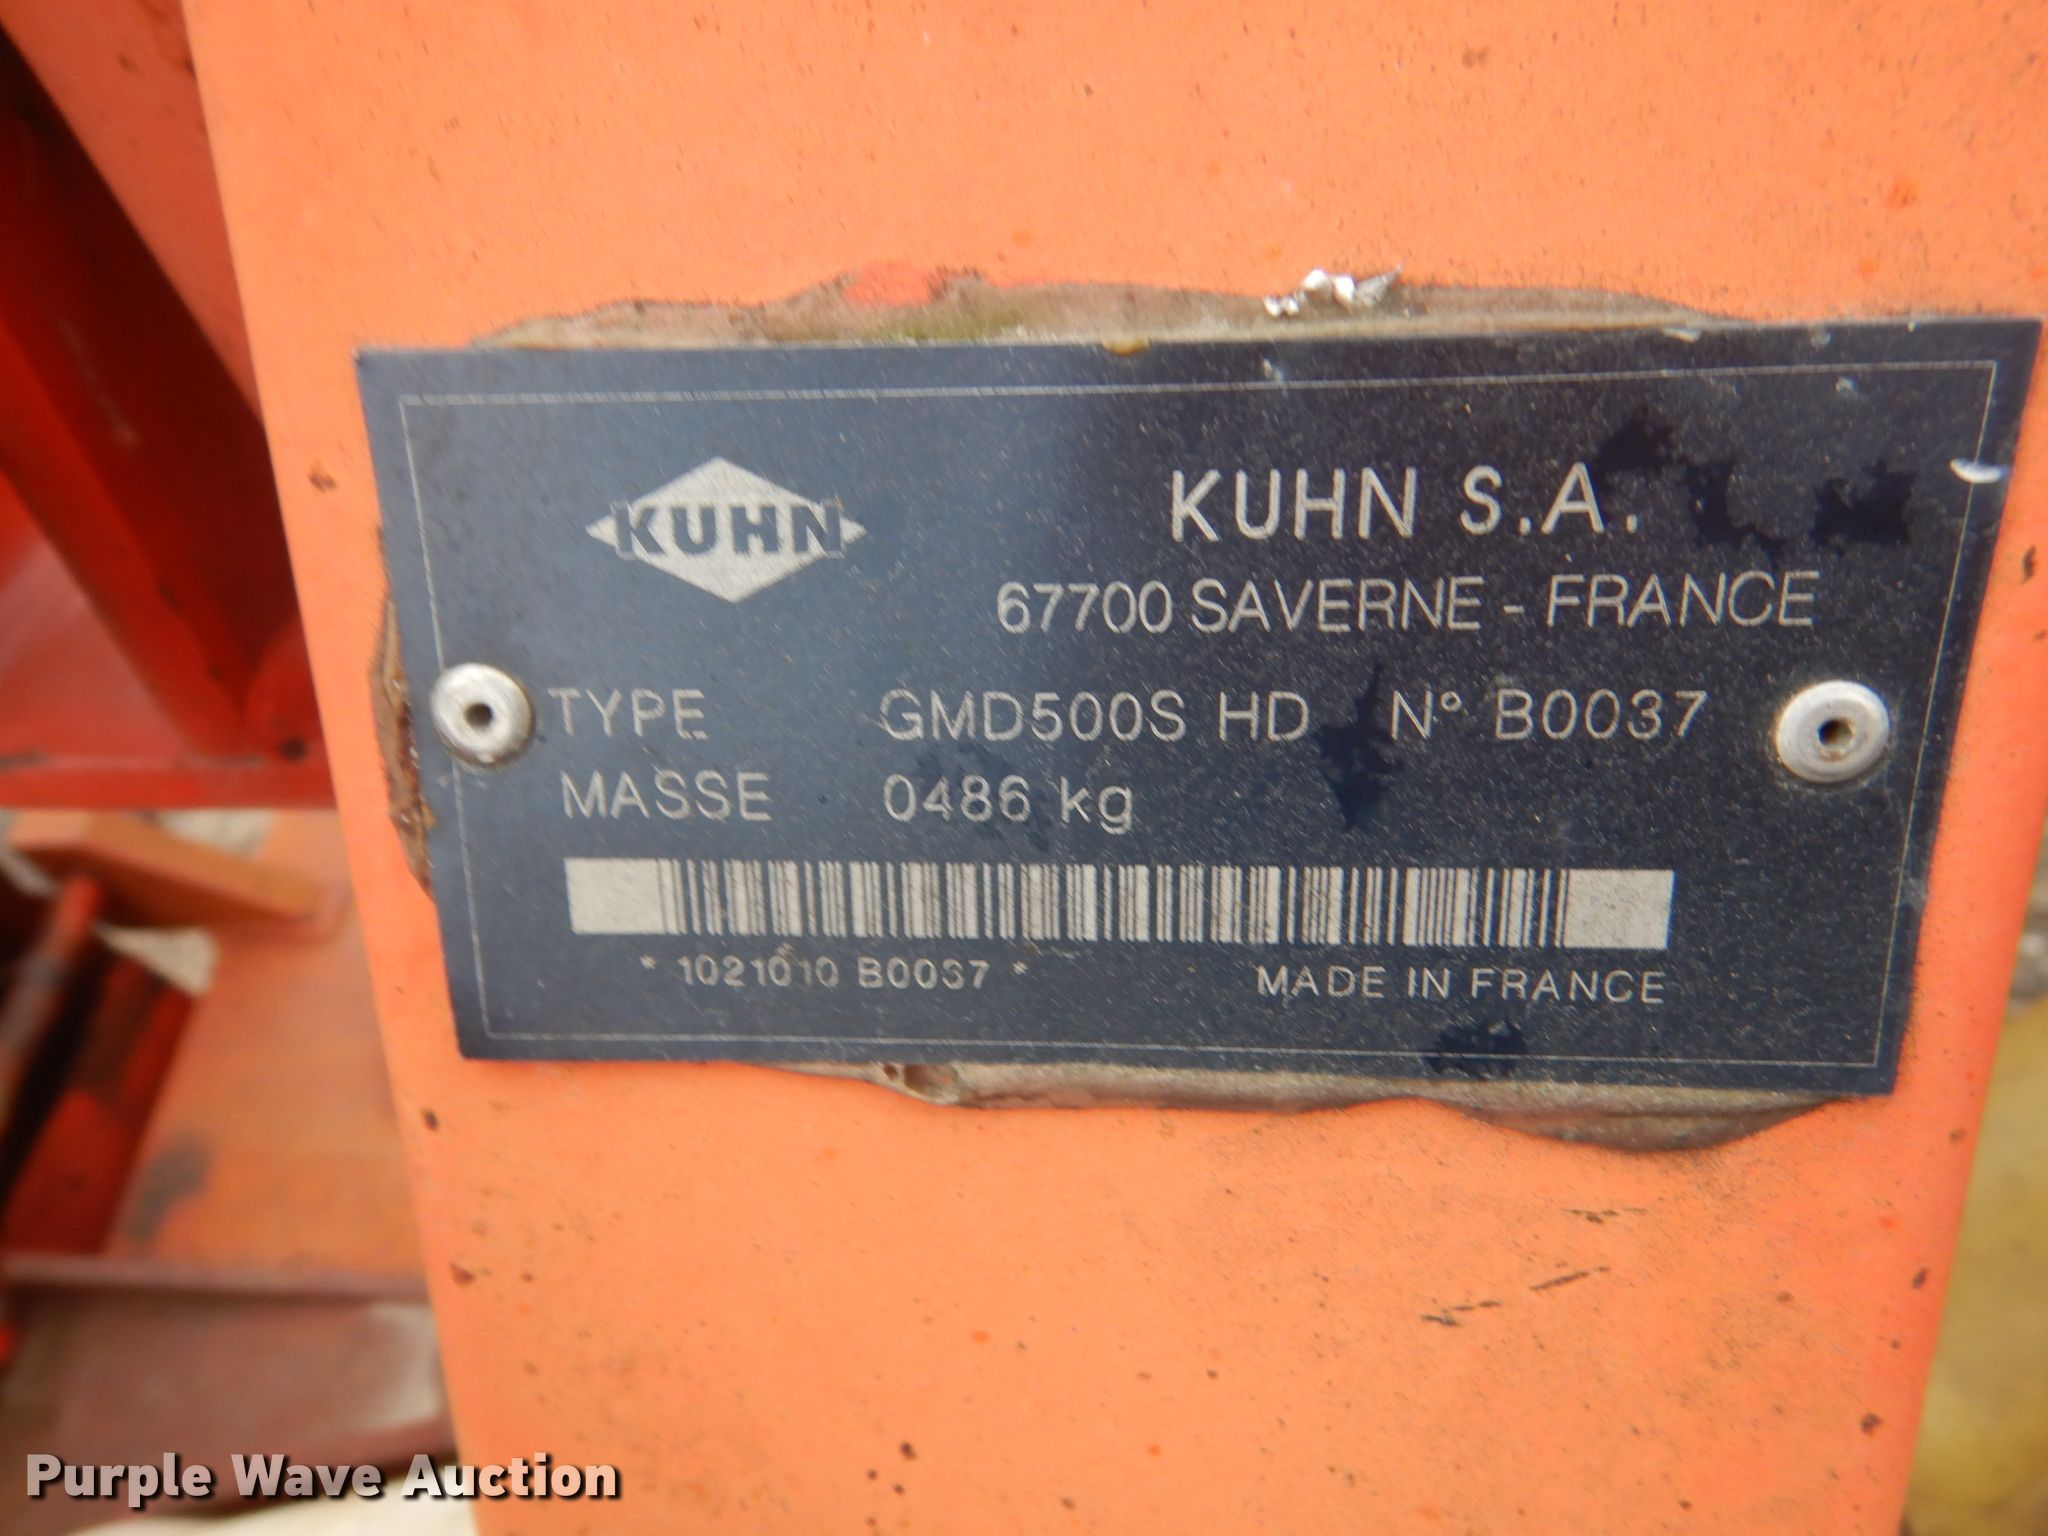 KUHN
KUHN S.A.
67700 SAVERNE - FRANCE
TYPE GMD500S HD N° B0037
MASSE 0486 kg
* 1021010 B0037 *
MADE IN FRANCE
Purple Wave Auction